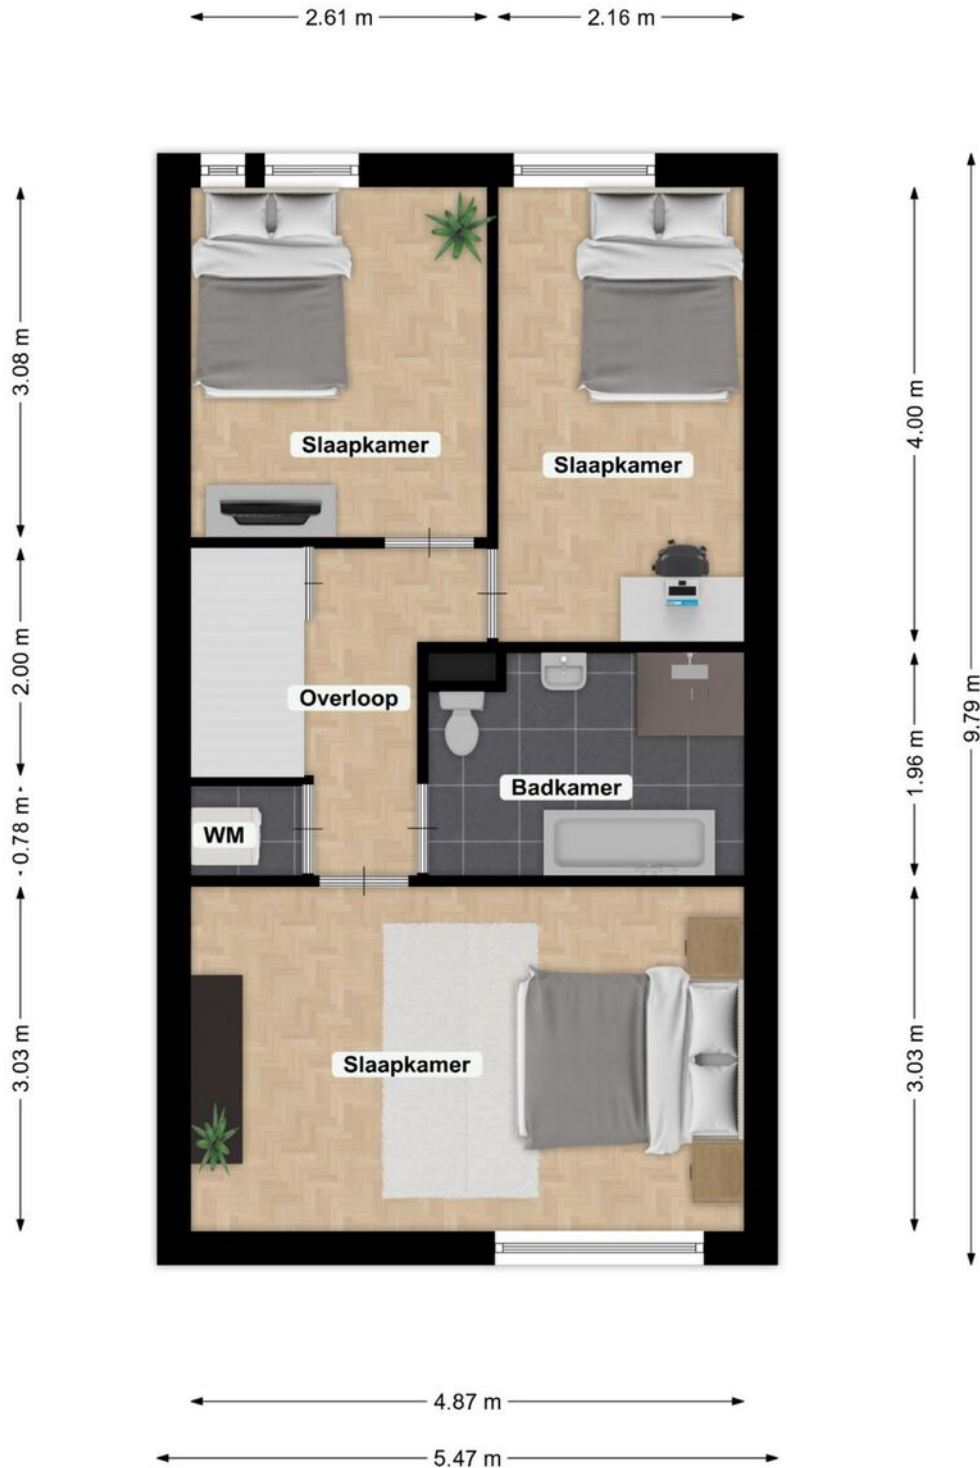 2.61 m
2.16 m
3.08 m
4.00 m
Slaapkamer
Slaapkamer
2.00 m
Overloop
9.79 m
1.96 m
Badkamer
0.78 m
WM
3.03 m
3.03 m
Slaapkamer
4.87 m
5.47 m